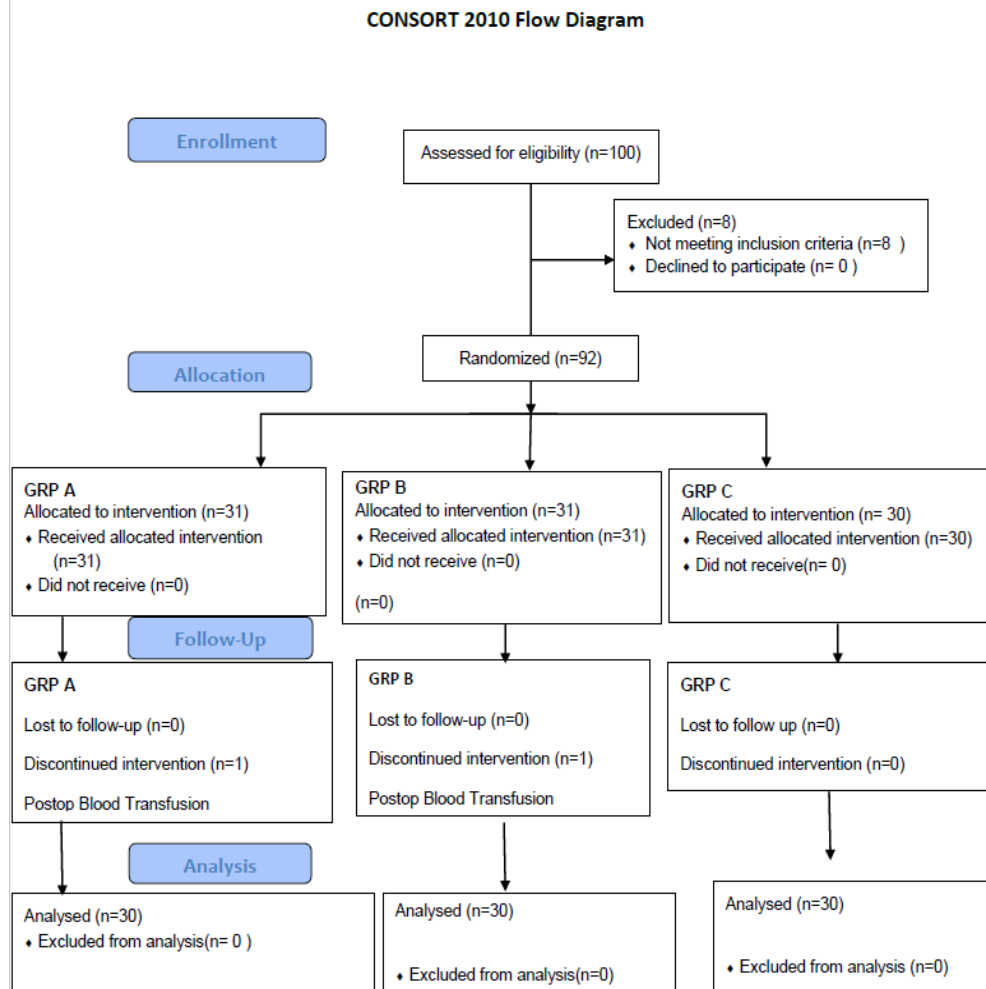 CONSORT 2010 Flow Diagram
Enrollment
Assessed for eligibility (n=100)
Excluded (n=8)
♦ Not meeting inclusion criteria (n=8 )
♦ Declined to participate (n= 0 )
Randomized (n=92)
Allocation
GRP A
Allocated to intervention (n=31)
♦ Received allocated intervention
(n=31)
♦ Did not receive (n=0)
GRP B
Allocated to intervention (n=31)
♦ Received allocated intervention (n=31)
♦ Did not receive (n=0)
(n=0)
GRP C
Allocated to intervention (n= 30)
♦ Received allocated intervention (n=30)
♦ Did not receive(n= 0)
Follow-Up
GRP A
Lost to follow-up (n=0)
Discontinued intervention (n=1)
Postop Blood Transfusion
GRP B
Lost to follow-up (n=0)
Discontinued intervention (n=1)
Postop Blood Transfusion
GRP C
Lost to follow up (n=0)
Discontinued intervention (n=0)
Analysis
Analysed (n=30)
♦ Excluded from analysis(n= 0 )
Analysed (n=30)
♦ Excluded from analysis(n=0)
Analysed (n=30)
♦ Excluded from analysis (n=0)